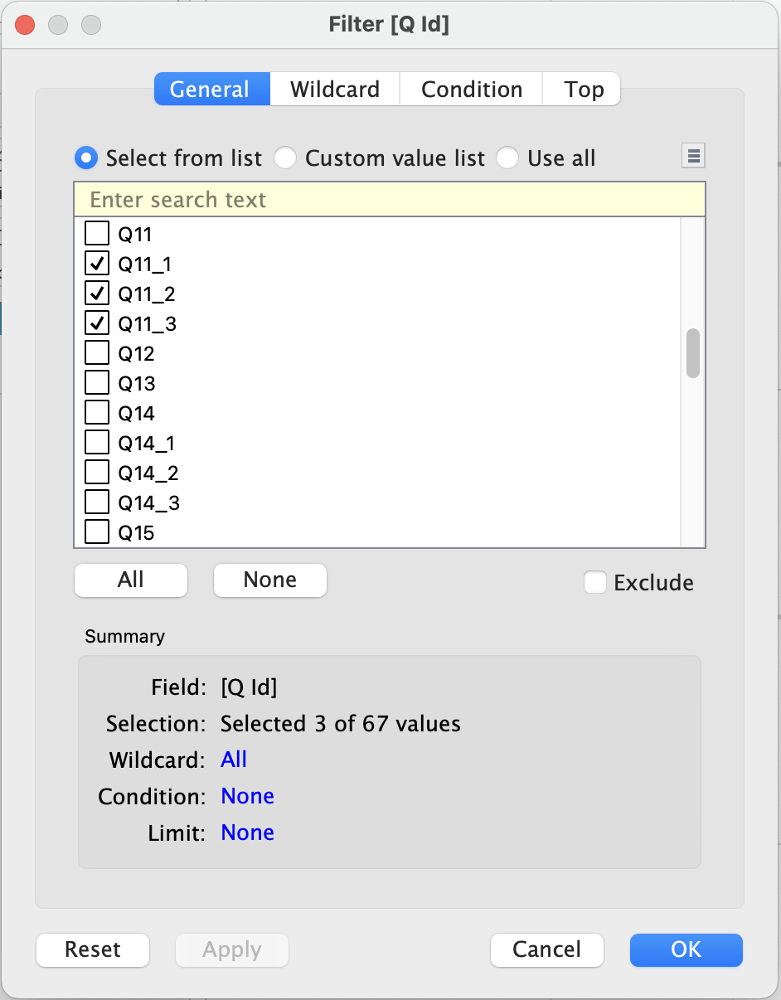 Filter [Q Id]
General Wildcard Condition Top
Select from list Custom value list Use all
Enter search text
Q11
Q11_1
Q11_2
Q11_3
Q12
Q13
Q14
Q14_1
Q14_2
Q14_3
Q15
All None Exclude
Summary
Field: [Q Id]
Selection: Selected 3 of 67 values
Wildcard: All
Condition: None
Limit: None
Reset Apply Cancel OK